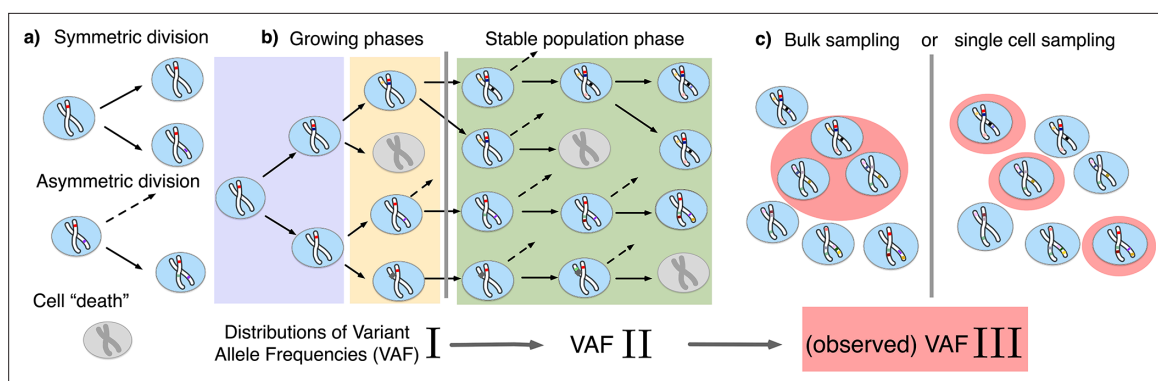 a) Symmetric division
Asymmetric division
Cell “death”
b) Growing phases
Stable population phase
c) Bulk sampling or single cell sampling
Distributions of Variant
Allele Frequencies (VAF) I
VAF II
(observed) VAF III